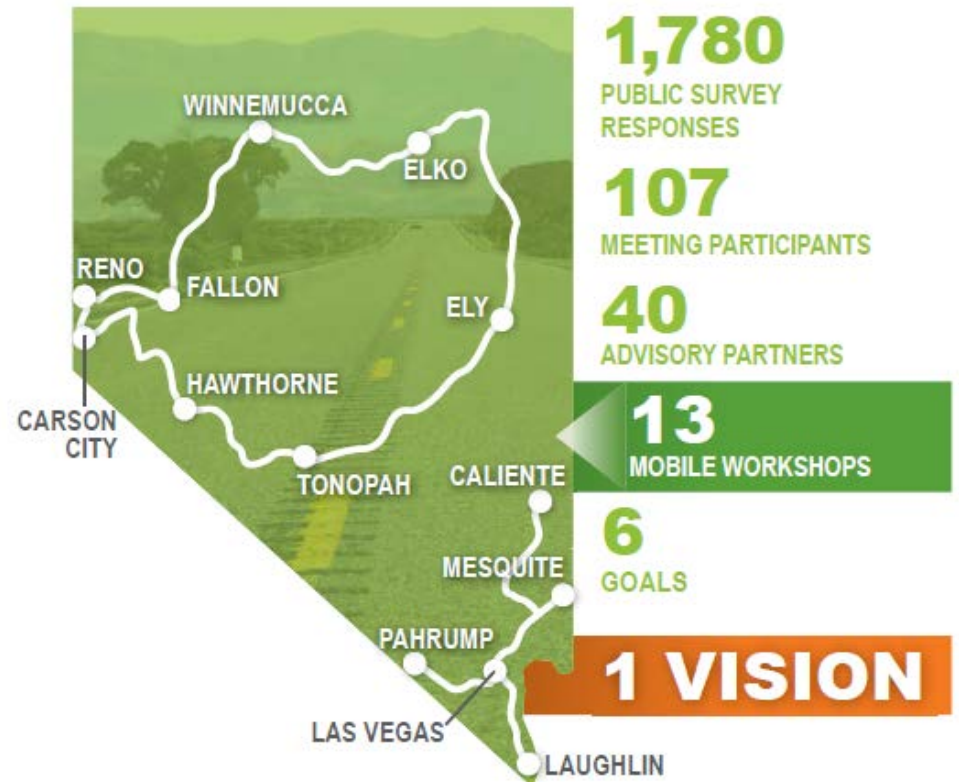 WINNEMUCCA
ELKO
RENO
FALLON
ELY
HAWTHORNE
CARSON
CITY
TONOPAH
CALIENTE
MESQUITE
PAHRUMP
LAS VEGAS
LAUGHLIN
1,780
PUBLIC SURVEY
RESPONSES
107
MEETING PARTICIPANTS
40
ADVISORY PARTNERS
13
MOBILE WORKSHOPS
6
GOALS
1 VISION